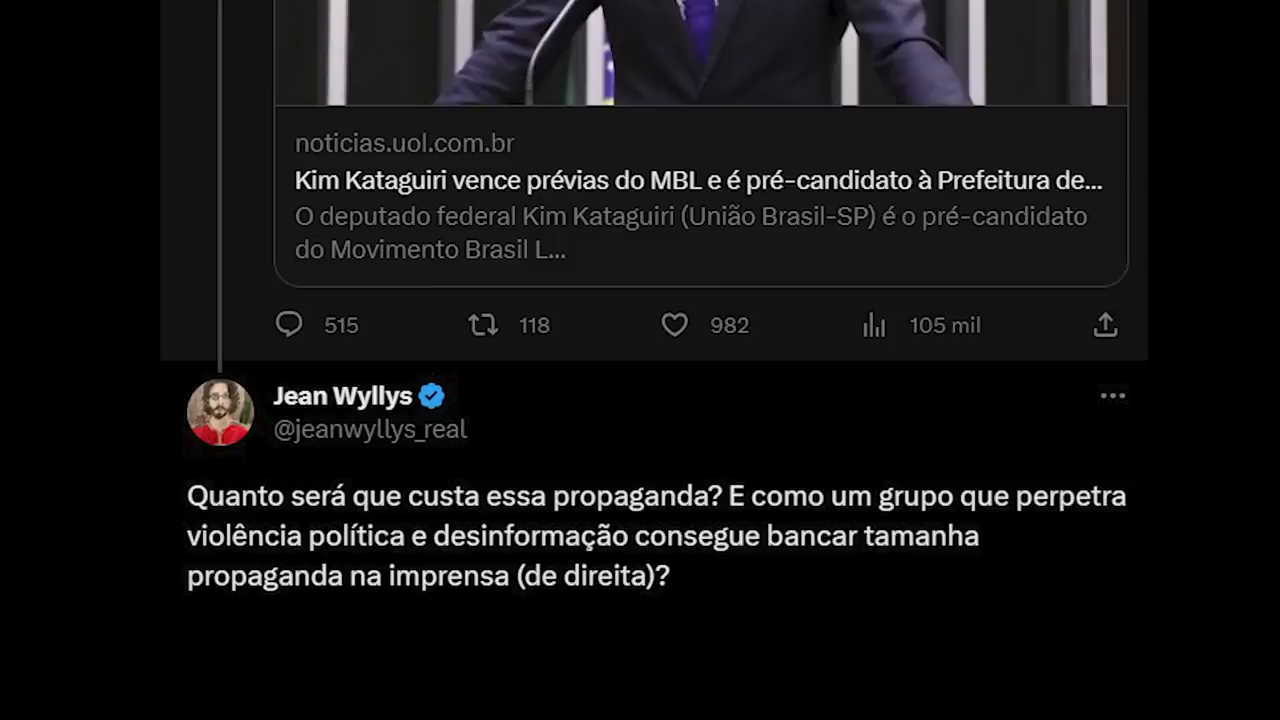 noticias.uol.com.br
Kim Kataguiri vence prévias do MBL e é pré-candidato à Prefeitura de...
O deputado federal Kim Kataguiri (União Brasil-SP) é o pré-candidato
do Movimento Brasil L...
515 118 982 105 mil
Jean Wyllys
@jeanwyllys_real
Quanto será que custa essa propaganda? E como um grupo que perpetra
violência política e desinformação consegue bancar tamanha
propaganda na imprensa (de direita)?